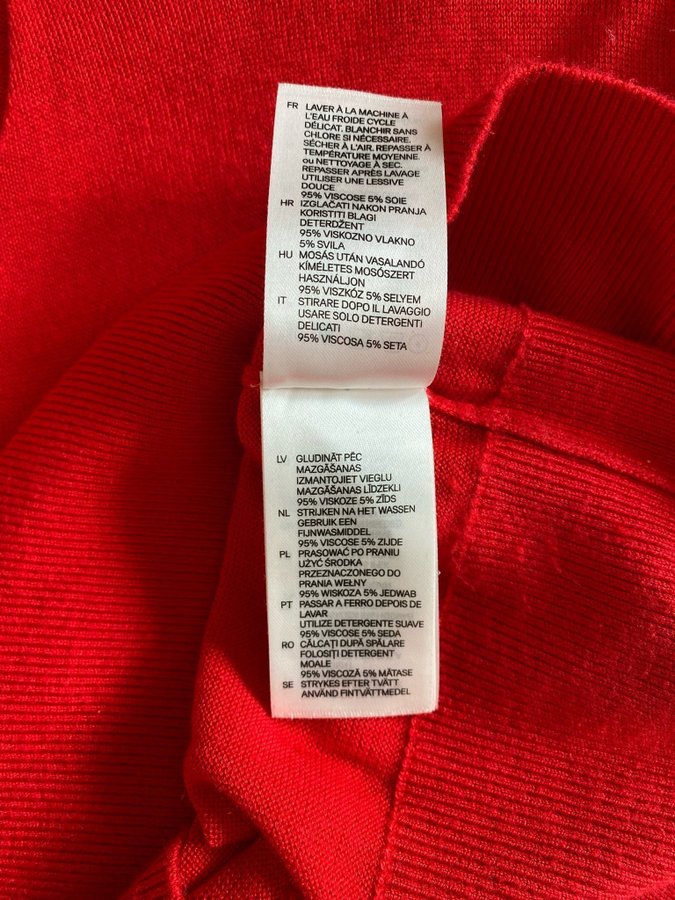 FR LAVER À LA MACHINE À
L'EAU FROIDE CYCLE
DÉLICAT. BLANCHIR SANS
CHLORE SI NÉCESSAIRE.
SÉCHER À L'AIR. REPASSER À
TEMPÉRATURE MOYENNE.
ou NETTOYAGE À SEC.
REPASSER APRÈS LAVAGE
UTILISER UNE LESSIVE
DOUCE
95% VISCOSE 5% SOIE
HR IZGLAČATI NAKON PRANJA
KORISTITI BLAGI
DETERDŽENT
95% VISKOZNO VLAKNO
5% SVILA
HU MOSÁS UTÁN VASALANDÓ
KÍMÉLETES MOSÓSZERT
HASZNÁLJON
95% VISZKÓZ 5% SELYEM
IT STIRARE DOPO IL LAVAGGIO
USARE SOLO DETERGENTI
DELICATI
95% VISCOSA 5% SETA
LV GLUDINĀT PĒC
MAZGĀŠANAS
IZMANTOJIET VIEGLU
MAZGĀŠANAS LĪDZEKLI
95% VISKOZE 5% ZĪDS
NL STRIJKEN NA HET WASSEN
GEBRUIK EEN
FIJNWASMIDDEL
95% VISCOSE 5% ZIJDE
PL PRASOWAĆ PO PRANIU
UŻYĆ ŚRODKA
PRZEZNACZONEGO DO
PRANIA WEŁNY
95% WISKOZA 5% JEDWAB
PT PASSAR A FERRO DEPOIS DE
LAVAR
UTILIZE DETERGENTE SUAVE
95% VISCOSE 5% SEDA
RO CĂLCAȚI DUPĂ SPĂLARE
FOLOSIȚI DETERGENT
MOALE
95% VISCOZĂ 5% MĂTASE
SE STRYKES EFTER TVÄTT
ANVÄND FINTVÄTTMEDEL